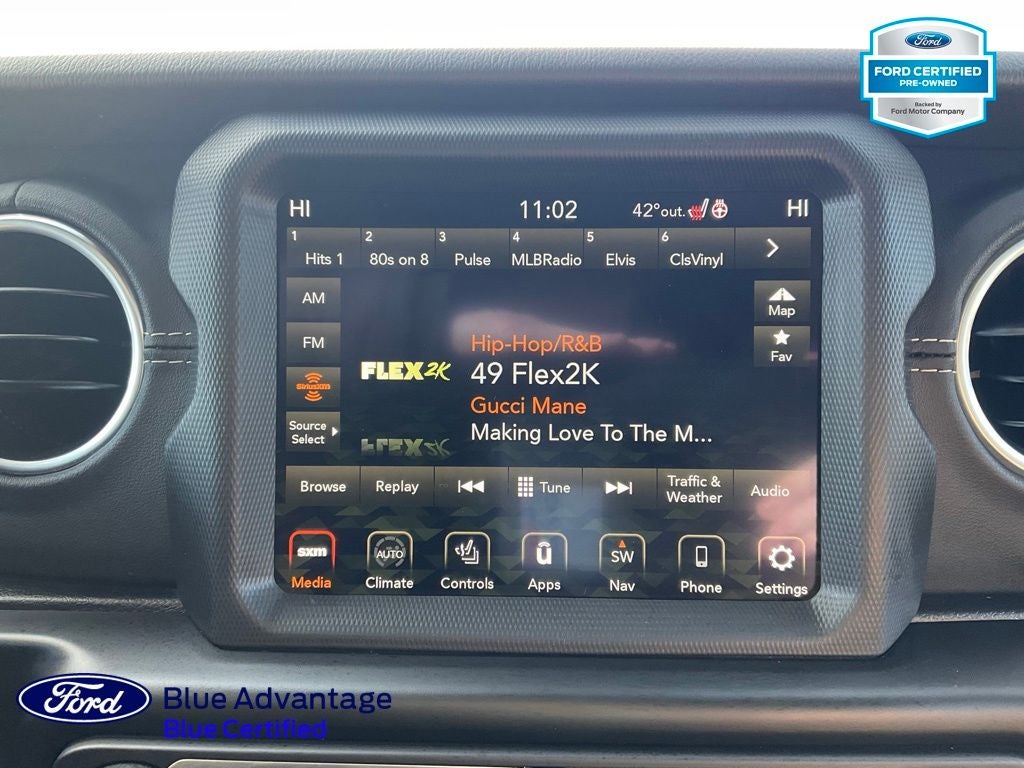 Ford
FORD CERTIFIED
PRE-OWNED
Backed by
Ford Motor Company
HI 11:02 42°out. HI
1 Hits 1 2 80s on 8 3 Pulse 4 MLBRadio 5 Elvis 6 ClsVinyl
AM
Map
FM
Fav
Hip-Hop/R&B
FLEX2K
49 Flex2K
SiriusXM
Gucci Mane
Source
Select
Making Love To The M...
Browse Replay Tune Traffic &
Weather Audio
sxm AUTO SW
Media Climate Controls Apps Nav Phone Settings
Ford
Blue Advantage
Blue Certified